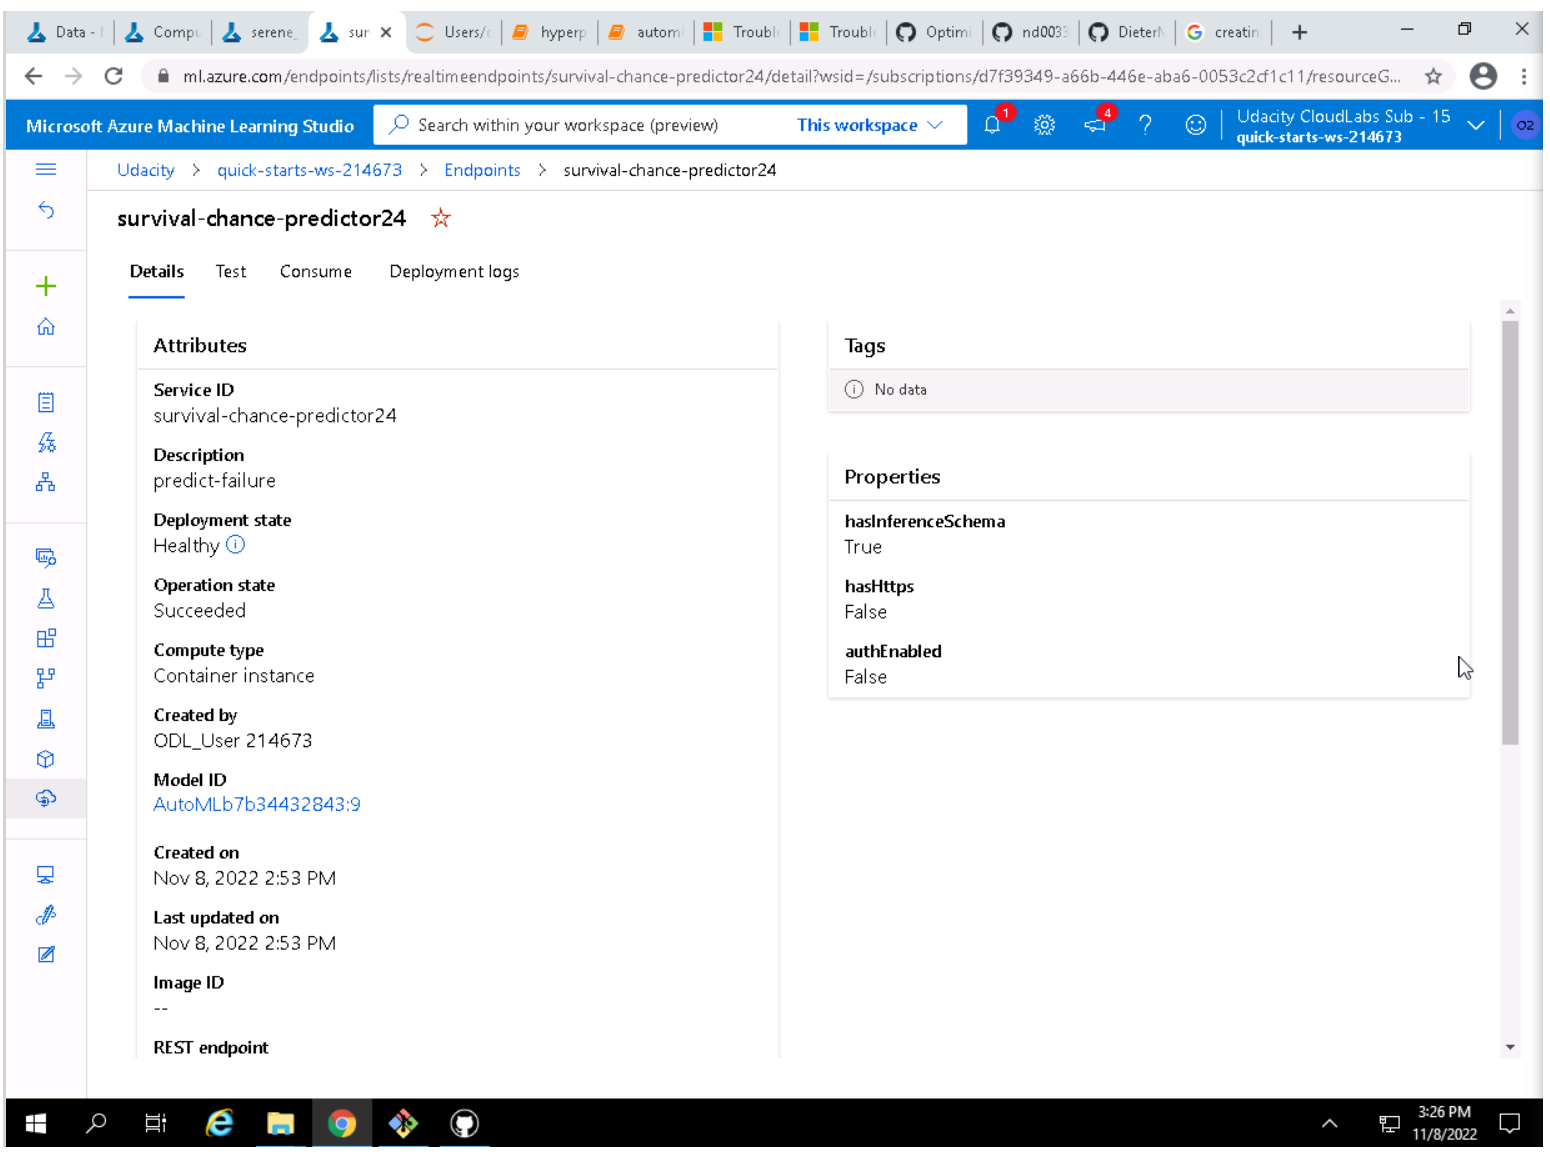 Data -
Compu
serene_
sur
Users/c
hyperp
autom
Trouble
Trouble
Optimi
nd0033
Dieter
creatin
ml.azure.com/endpoints/lists/realtimeendpoints/survival-chance-predictor24/detail?wsid=/subscriptions/d7f39349-a66b-446e-aba6-0053c2cf1c11/resourceG...
Microsoft Azure Machine Learning Studio
Search within your workspace (preview)
This workspace
1
4
?
Udacity CloudLabs Sub - 15
quick-starts-ws-214673
O2
Udacity > quick-starts-ws-214673 > Endpoints > survival-chance-predictor24
survival-chance-predictor24
Details Test Consume Deployment logs
Attributes
Service ID
survival-chance-predictor24
Description
predict-failure
Deployment state
Healthy
Operation state
Succeeded
Compute type
Container instance
Created by
ODL_User 214673
Model ID
AutoMLb7b34432843:9
Created on
Nov 8, 2022 2:53 PM
Last updated on
Nov 8, 2022 2:53 PM
Image ID
--
REST endpoint
Tags
No data
Properties
hasInferenceSchema
True
hasHttps
False
authEnabled
False
3:26 PM
11/8/2022